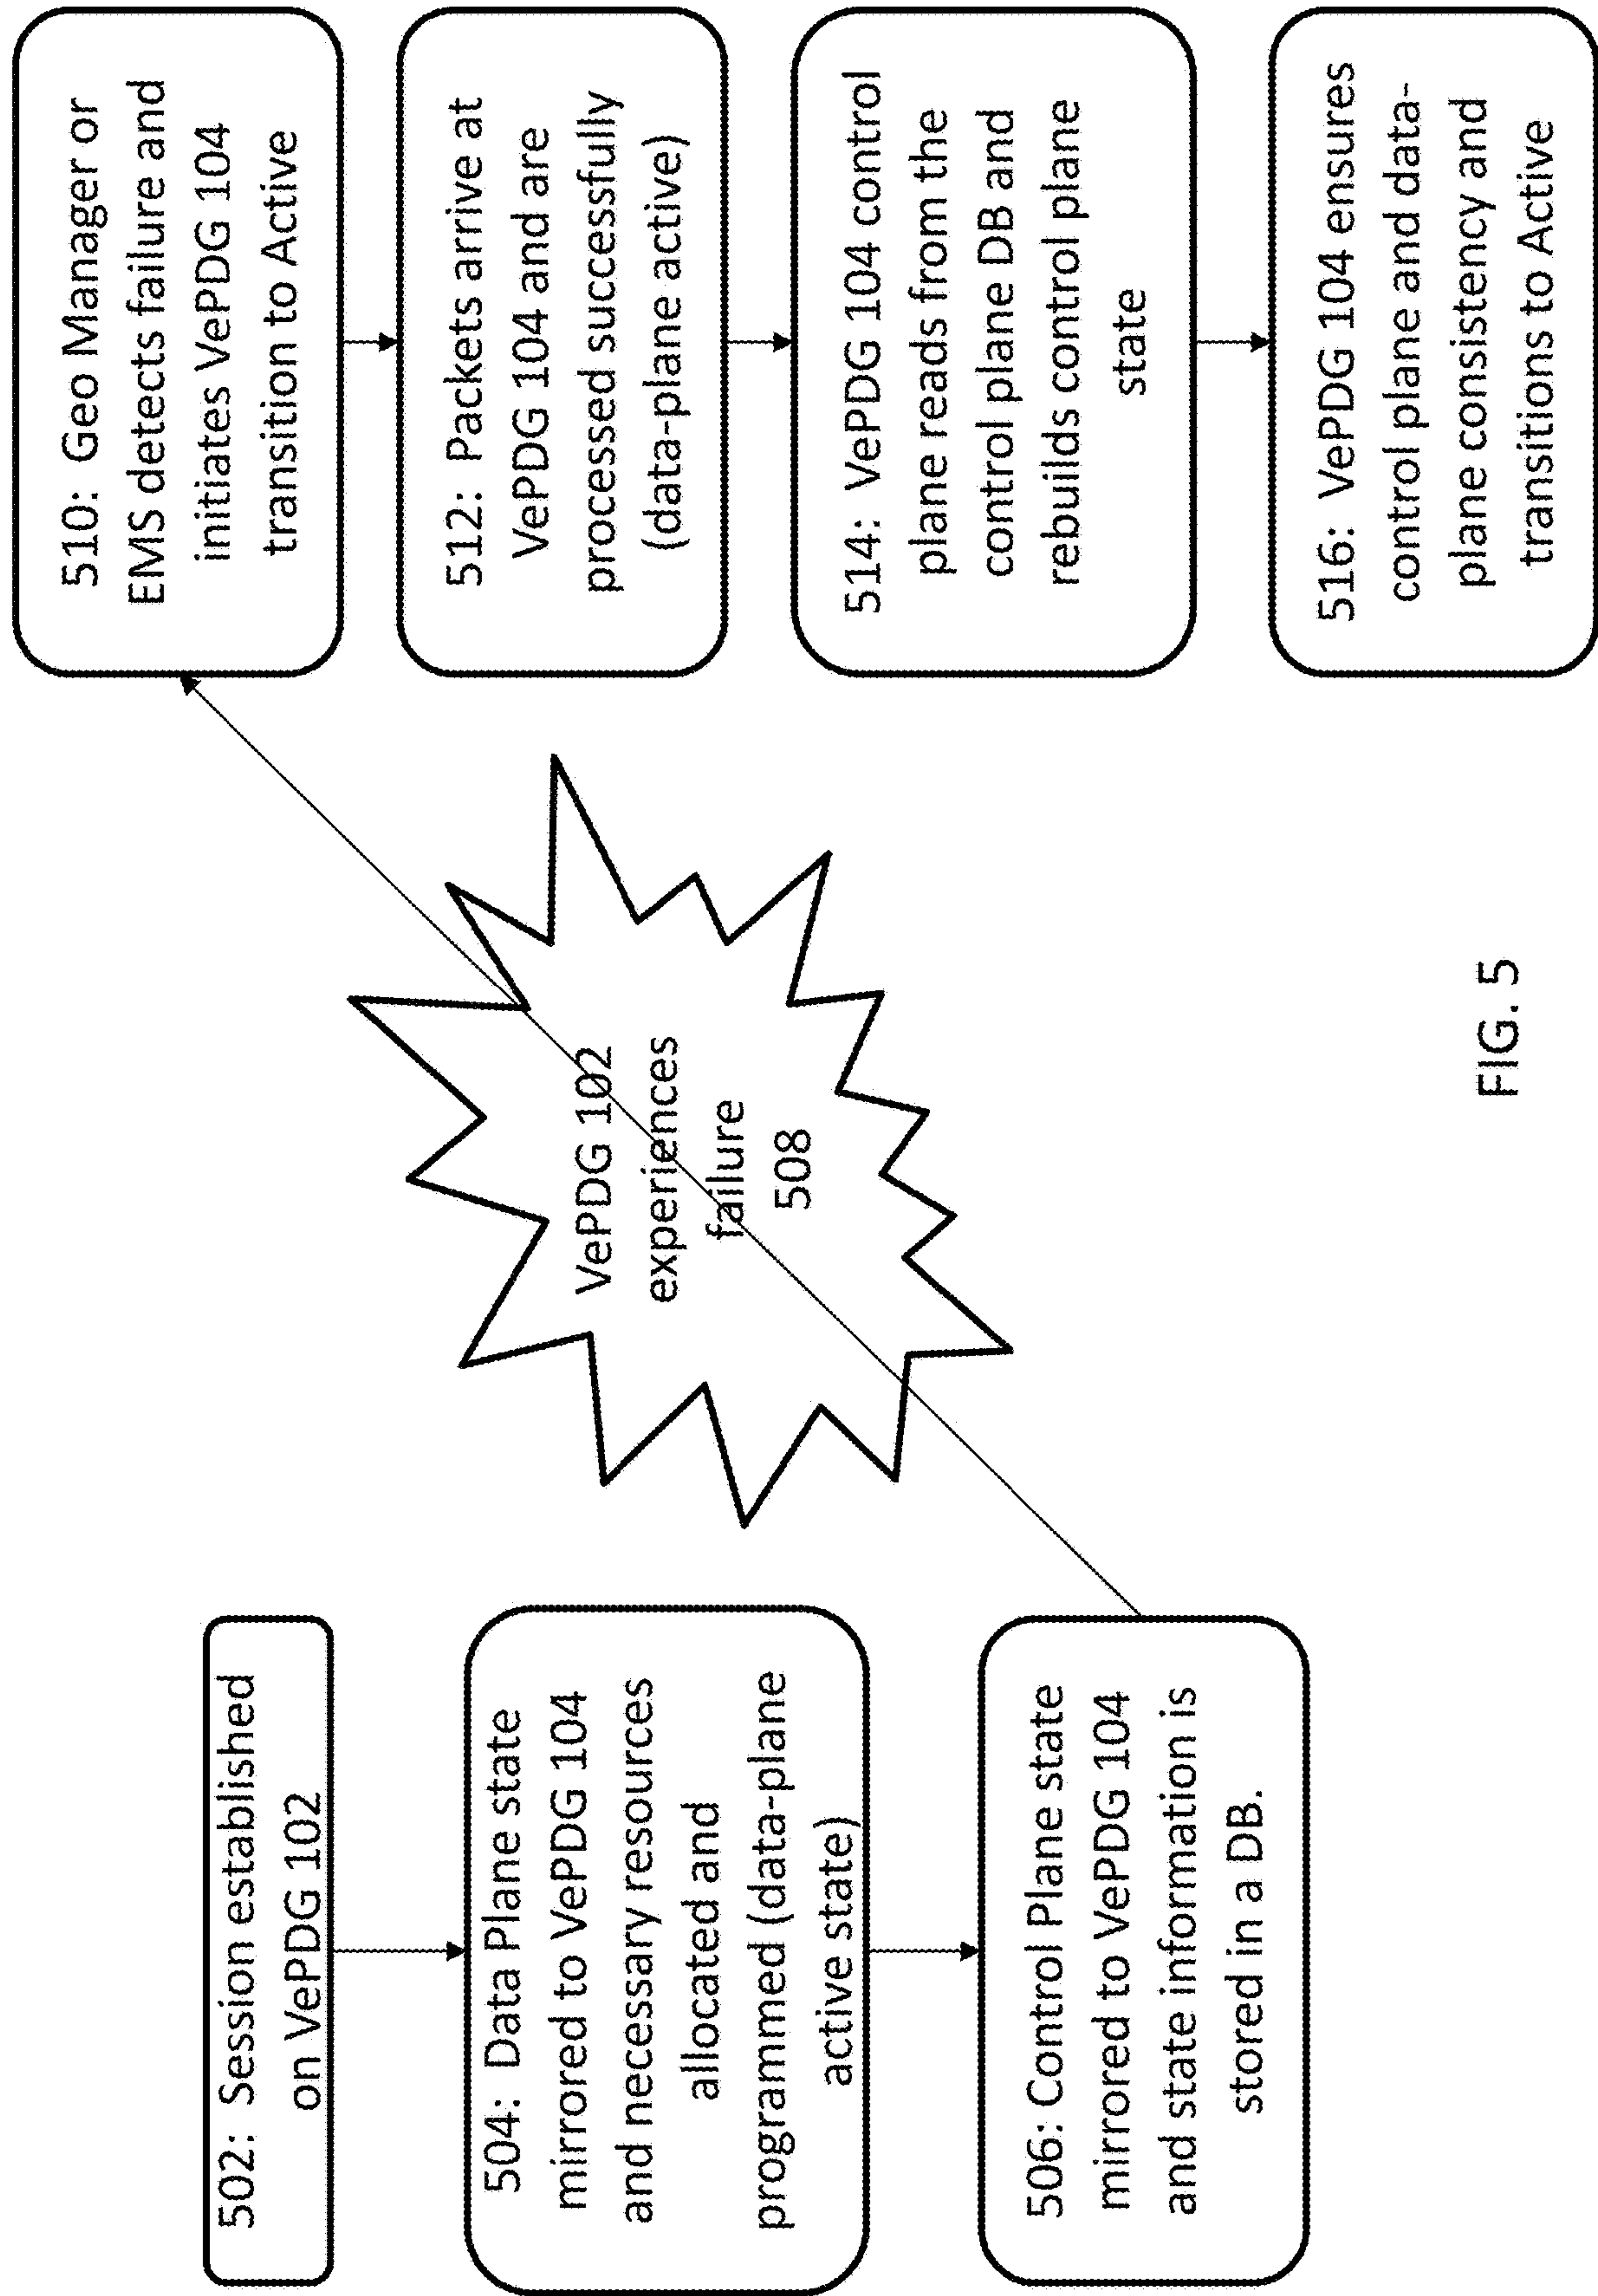 502: Session established
on VePDG 102
504: Data Plane state
mirrored to VePDG 104
and necessary resources
allocated and
programmed (data-plane
active state)
506: Control Plane state
mirrored to VePDG 104
and state information is
stored in a DB.
VePDG 102
experiences
failure
508
510: Geo Manager or
EMS detects failure and
initiates VePDG 104
transition to Active
512: Packets arrive at
VePDG 104 and are
processed successfully
(data-plane active)
514: VePDG 104 control
plane reads from the
control plane DB and
rebuilds control plane
state
516: VePDG 104 ensures
control plane and data-
plane consistency and
transitions to Active
FIG. 5